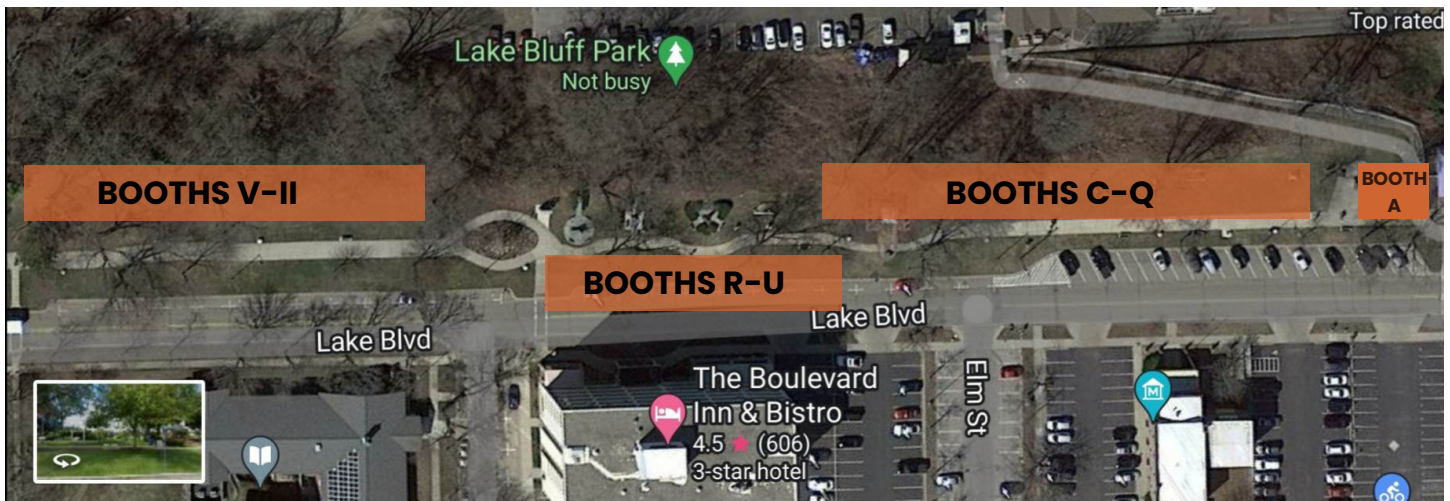 Top rated
Lake Bluff Park
Not busy
BOOTHS V-II
BOOTHS C-Q
BOOTH
A
BOOTHS R-U
Lake Blvd
Lake Blvd
The Boulevard
Inn & Bistro
4.5 ★ (606)
3-star hotel
Elm St
M